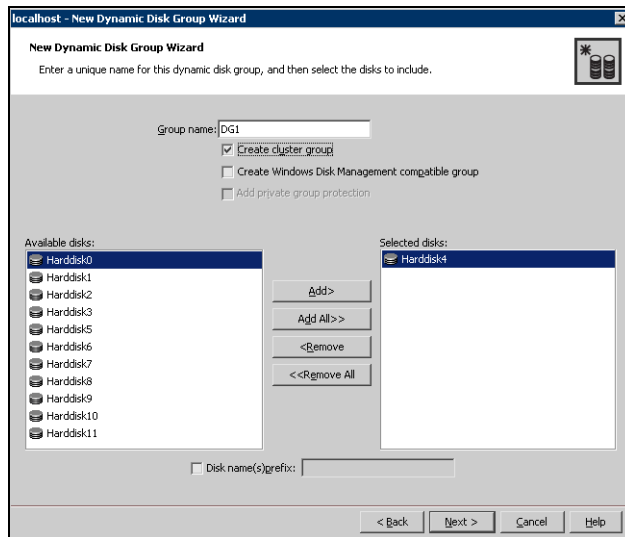 localhost - New Dynamic Disk Group Wizard
New Dynamic Disk Group Wizard
Enter a unique name for this dynamic disk group, and then select the disks to include.
Group name: DG1
Create cluster group
Create Windows Disk Management compatible group
Add private group protection
Available disks:
Selected disks:
Harddisk0
Harddisk4
Harddisk1
Harddisk2
Harddisk3
Harddisk5
Harddisk6
Harddisk7
Harddisk8
Harddisk9
Harddisk10
Harddisk11
Add>
Add All>>
<Remove
<<Remove All
Disk name(s)prefix:
< Back
Next >
Cancel
Help